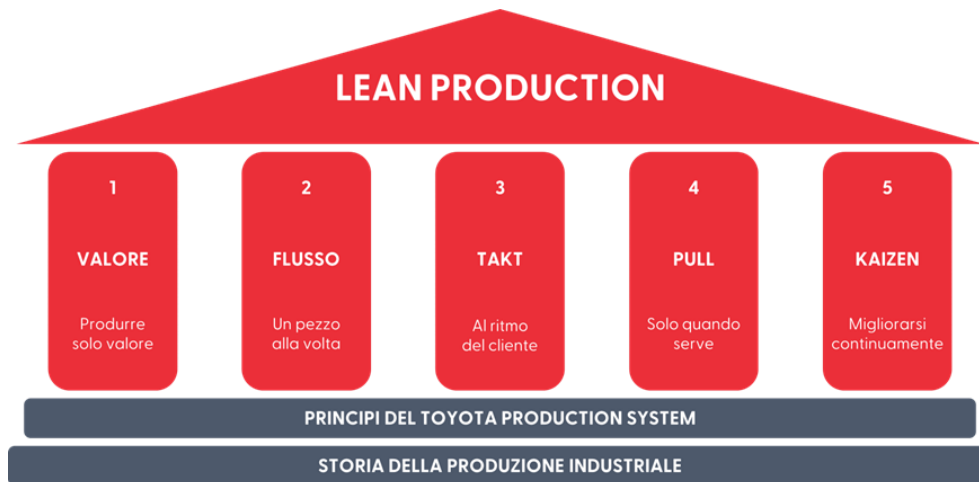 LEAN PRODUCTION
1
VALORE
Produrre
solo valore
2
FLUSSO
Un pezzo
alla volta
3
TAKT
Al ritmo
del cliente
4
PULL
Solo quando
serve
5
KAIZEN
Migliorarsi
continuamente
PRINCIPI DEL TOYOTA PRODUCTION SYSTEM
STORIA DELLA PRODUZIONE INDUSTRIALE